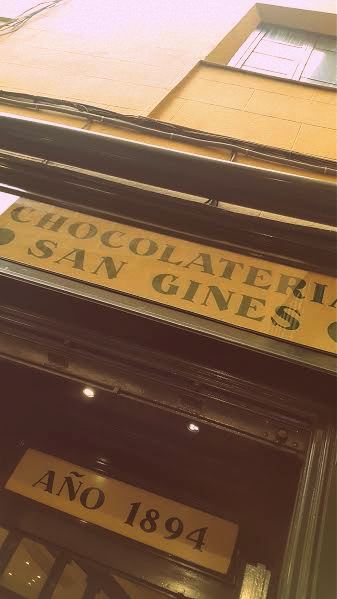 CHOCOLATERIA
SAN GINES
AÑO 1894